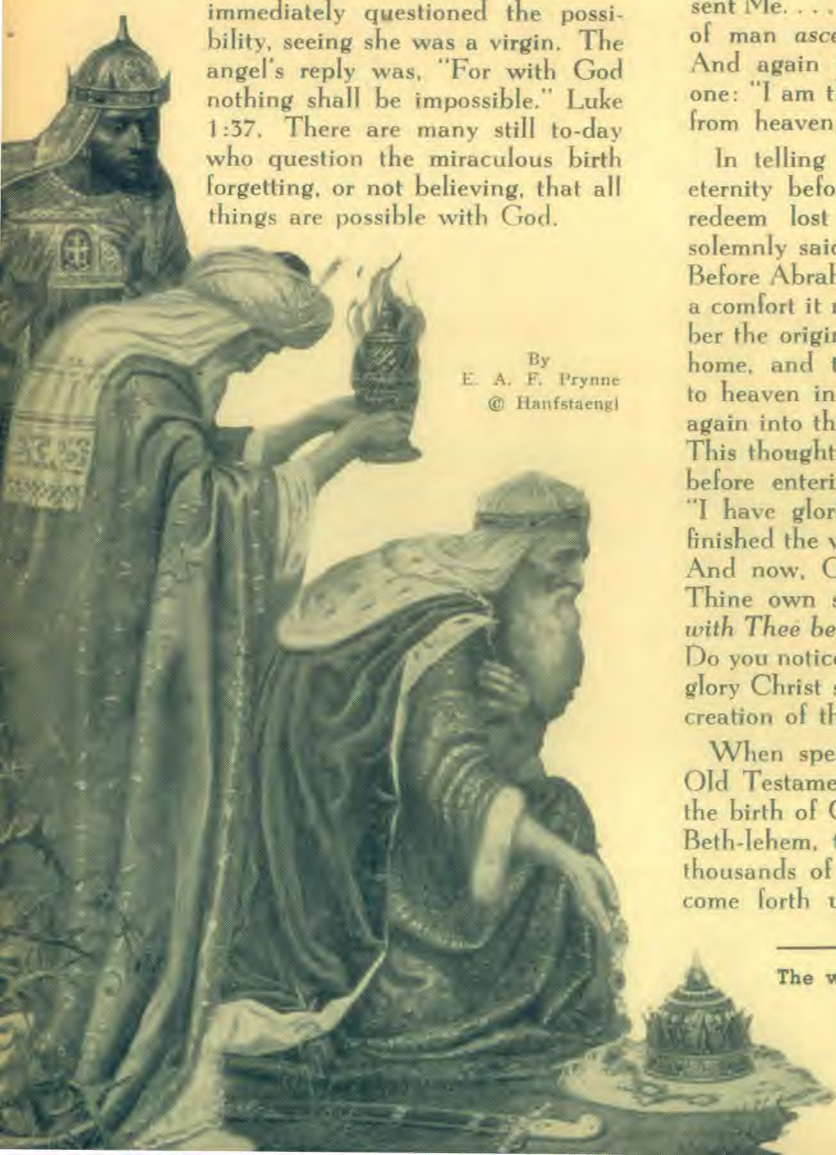 immediately questioned the possi-
bility, seeing she was a virgin. The
angel's reply was, "For with God
nothing shall be impossible." Luke
1:37. There are many still to-day
who question the miraculous birth
forgetting, or not believing, that all
things are possible with God.
By
E. A. F. Prynne
© Hanfstaengl
sent Me. . . .
of man asce
And again
one: "I am t
from heaven
In telling
eternity befo
redeem lost
solemnly said
Before Abrah
a comfort it
ber the origin
home, and t
to heaven in
again into th
This thought
before enteri
"I have glor
finished the
And now, O
Thine own s
with Thee be
Do you notice
glory Christ s
creation of th
When spe
Old Testame
the birth of C
Beth-lehem, t
thousands of
come forth u
The w